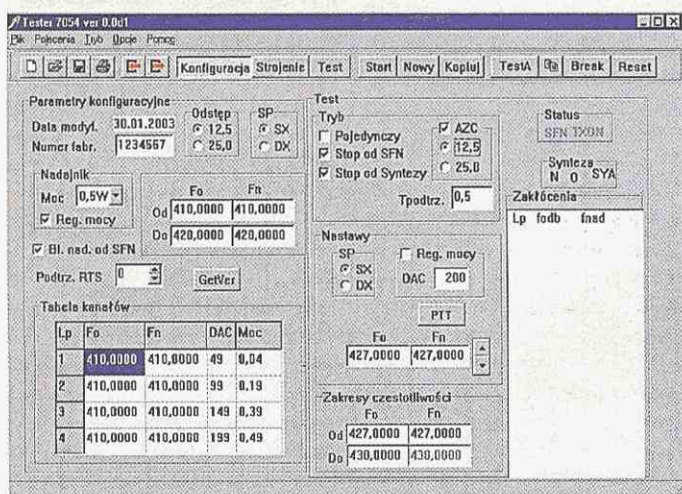 Tester 7054 ver 0.0d1
Plik Polecenia Tryb Opcje Pomoc
Konfiguracja Strojenie Test Start Nowy Kopiuj TestA Break Reset
Parametry konfiguracyjne
Data modyf. 30.01.2003
Numer fabr. 1234567
Odstęp
12,5
25,0
SP
SX
DX
Nadajnik
Moc 0,5W
Reg. mocy
Fo Fn
Od 410,0000 410,0000
Do 420,0000 420,0000
Bl. nad. od SFN
Podtrz. RTS 0
GetVer
Tabela kanałów
Lp Fo Fn DAC Moc
1 410,0000 410,0000 49 0,04
2 410,0000 410,0000 99 0,19
3 410,0000 410,0000 149 0,39
4 410,0000 410,0000 199 0,49
Test
Tryb
Pojedynczy
Stop od SFN
Stop od Syntezy
AZC
12,5
25,0
Tpodtrz. 0,5
Nastawy
SP
SX
DX
Reg. mocy
DAC 200
PTT
Fo Fn
427,0000 427,0000
Zakresy czestotliwości
Fo Fn
Od 427,0000 427,0000
Do 430,0000 430,0000
Status
SFN TXON
Synteza
N O SYA
Zakłócenia
Lp fodb fnad